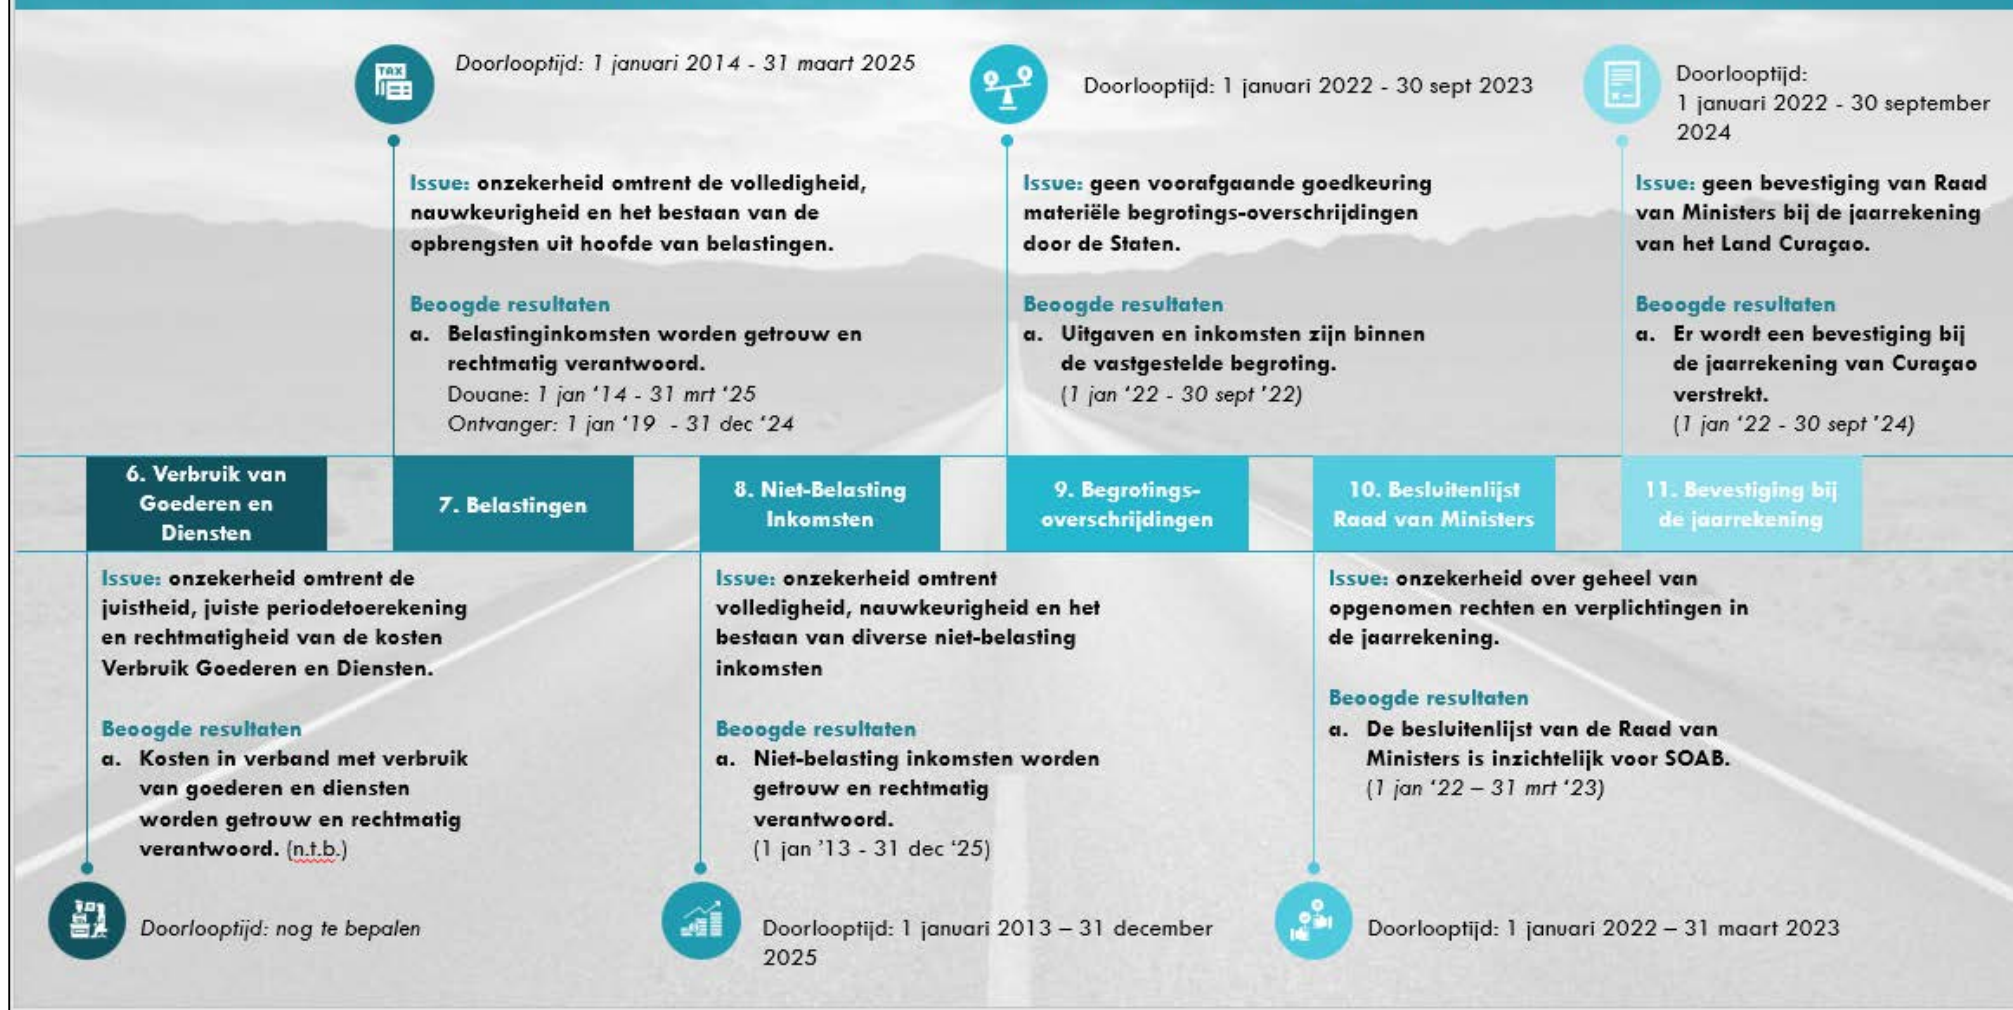 Doorlooptijd: 1 januari 2014 - 31 maart 2025
TAX
Issue: onzekerheid omtrent de volledigheid,
nauwkeurigheid en het bestaan van de
opbrengsten uit hoofde van belastingen.
Beoogde resultaten
a. Belastinginkomsten worden getrouw en
rechtmatig verantwoord.
Douane: 1 jan ‘14 - 31 mrt ‘25
Ontvanger: 1 jan ‘19 - 31 dec ‘24
Doorlooptijd: 1 januari 2022 - 30 sept 2023
Issue: geen voorafgaande goedkeuring
materiële begrotings-overschrijdingen
door de Staten.
Beoogde resultaten
a. Uitgaven en inkomsten zijn binnen
de vastgestelde begroting.
(1 jan ‘22 - 30 sept ’22)
Doorlooptijd:
1 januari 2022 - 30 september
2024
Issue: geen bevestiging van Raad
van Ministers bij de jaarrekening
van het Land Curaçao.
Beoogde resultaten
a. Er wordt een bevestiging bij
de jaarrekening van Curaçao
verstrekt.
(1 jan ‘22 - 30 sept ’24)
6. Verbruik van
Goederen en
Diensten
7. Belastingen
8. Niet-Belasting
Inkomsten
9. Begrotings-
overschrijdingen
10. Besluitenlijst
Raad van Ministers
11. Bevestiging bij
de jaarrekening
Issue: onzekerheid omtrent de
juistheid, juiste periodetoerekening
en rechtmatigheid van de kosten
Verbruik Goederen en Diensten.
Beoogde resultaten
a. Kosten in verband met verbruik
van goederen en diensten
worden getrouw en rechtmatig
verantwoord. (n.t.b.)
Doorlooptijd: nog te bepalen
Issue: onzekerheid omtrent
volledigheid, nauwkeurigheid en het
bestaan van diverse niet-belasting
inkomsten
Beoogde resultaten
a. Niet-belasting inkomsten worden
getrouw en rechtmatig
verantwoord.
(1 jan ’13 - 31 dec ‘25)
Doorlooptijd: 1 januari 2013 – 31 december
2025
Issue: onzekerheid over geheel van
opgenomen rechten en verplichtingen in
de jaarrekening.
Beoogde resultaten
a. De besluitenlijst van de Raad van
Ministers is inzichtelijk voor SOAB.
(1 jan ‘22 – 31 mrt ‘23)
Doorlooptijd: 1 januari 2022 – 31 maart 2023